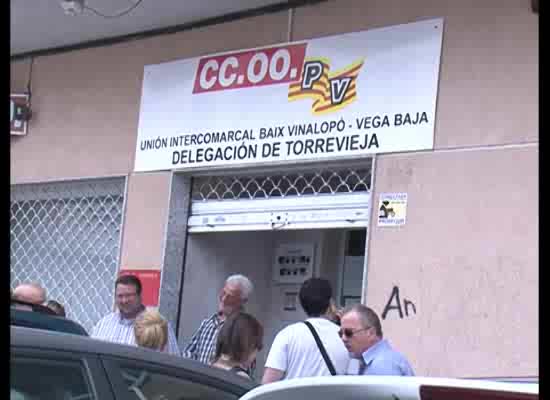 CC.OO. PV
UNIÓN INTERCOMARCAL BAIX VINALOPÓ - VEGA BAJA
DELEGACIÓN DE TORREVIEJA
An